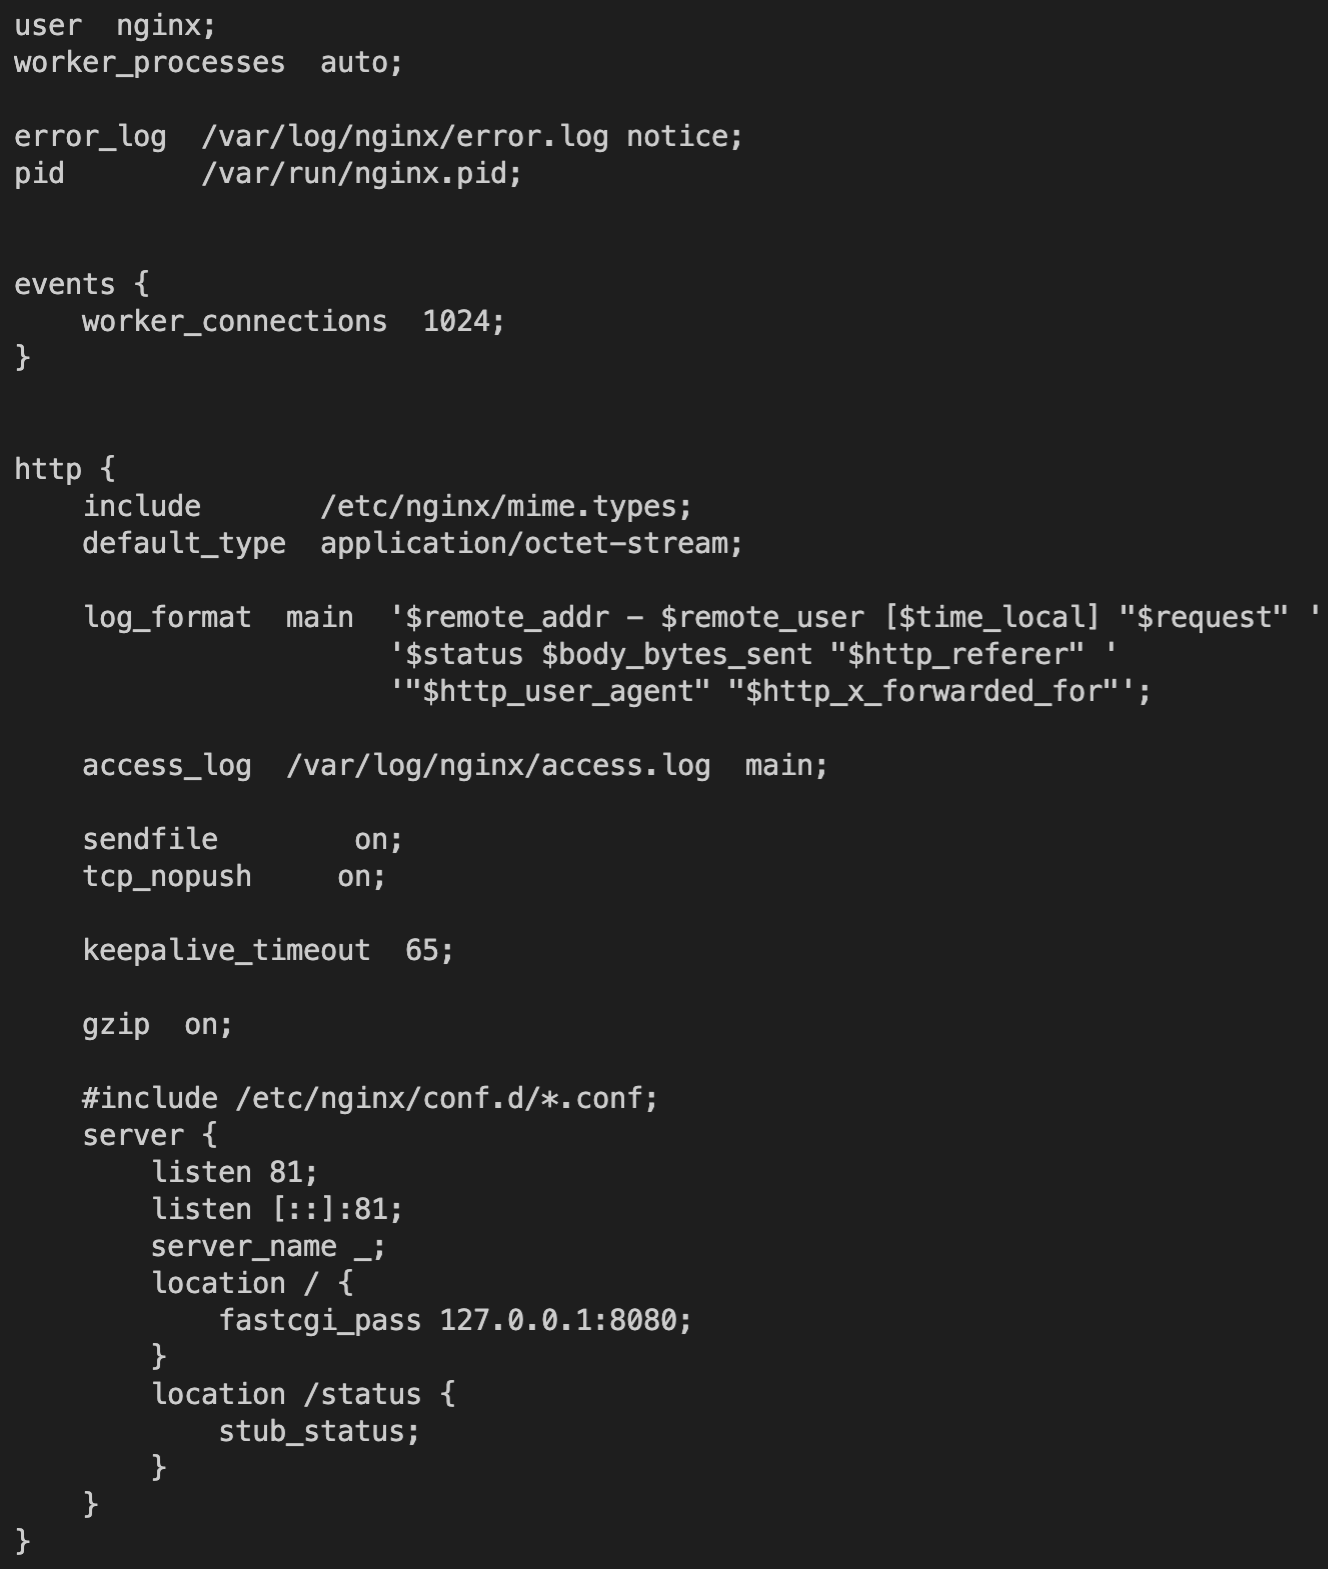 user  nginx;
worker_processes  auto;

error_log  /var/log/nginx/error.log notice;
pid        /var/run/nginx.pid;


events {
    worker_connections  1024;
}


http {
    include       /etc/nginx/mime.types;
    default_type  application/octet-stream;

    log_format  main  '$remote_addr - $remote_user [$time_local] "$request" '
                      '$status $body_bytes_sent "$http_referer" '
                      '"$http_user_agent" "$http_x_forwarded_for"';

    access_log  /var/log/nginx/access.log  main;

    sendfile        on;
    tcp_nopush     on;

    keepalive_timeout  65;

    gzip  on;

    #include /etc/nginx/conf.d/*.conf;
    server {
        listen 81;
        listen [::]:81;
        server_name _;
        location / {
            fastcgi_pass 127.0.0.1:8080;
        }
        location /status {
            stub_status;
        }
    }
}